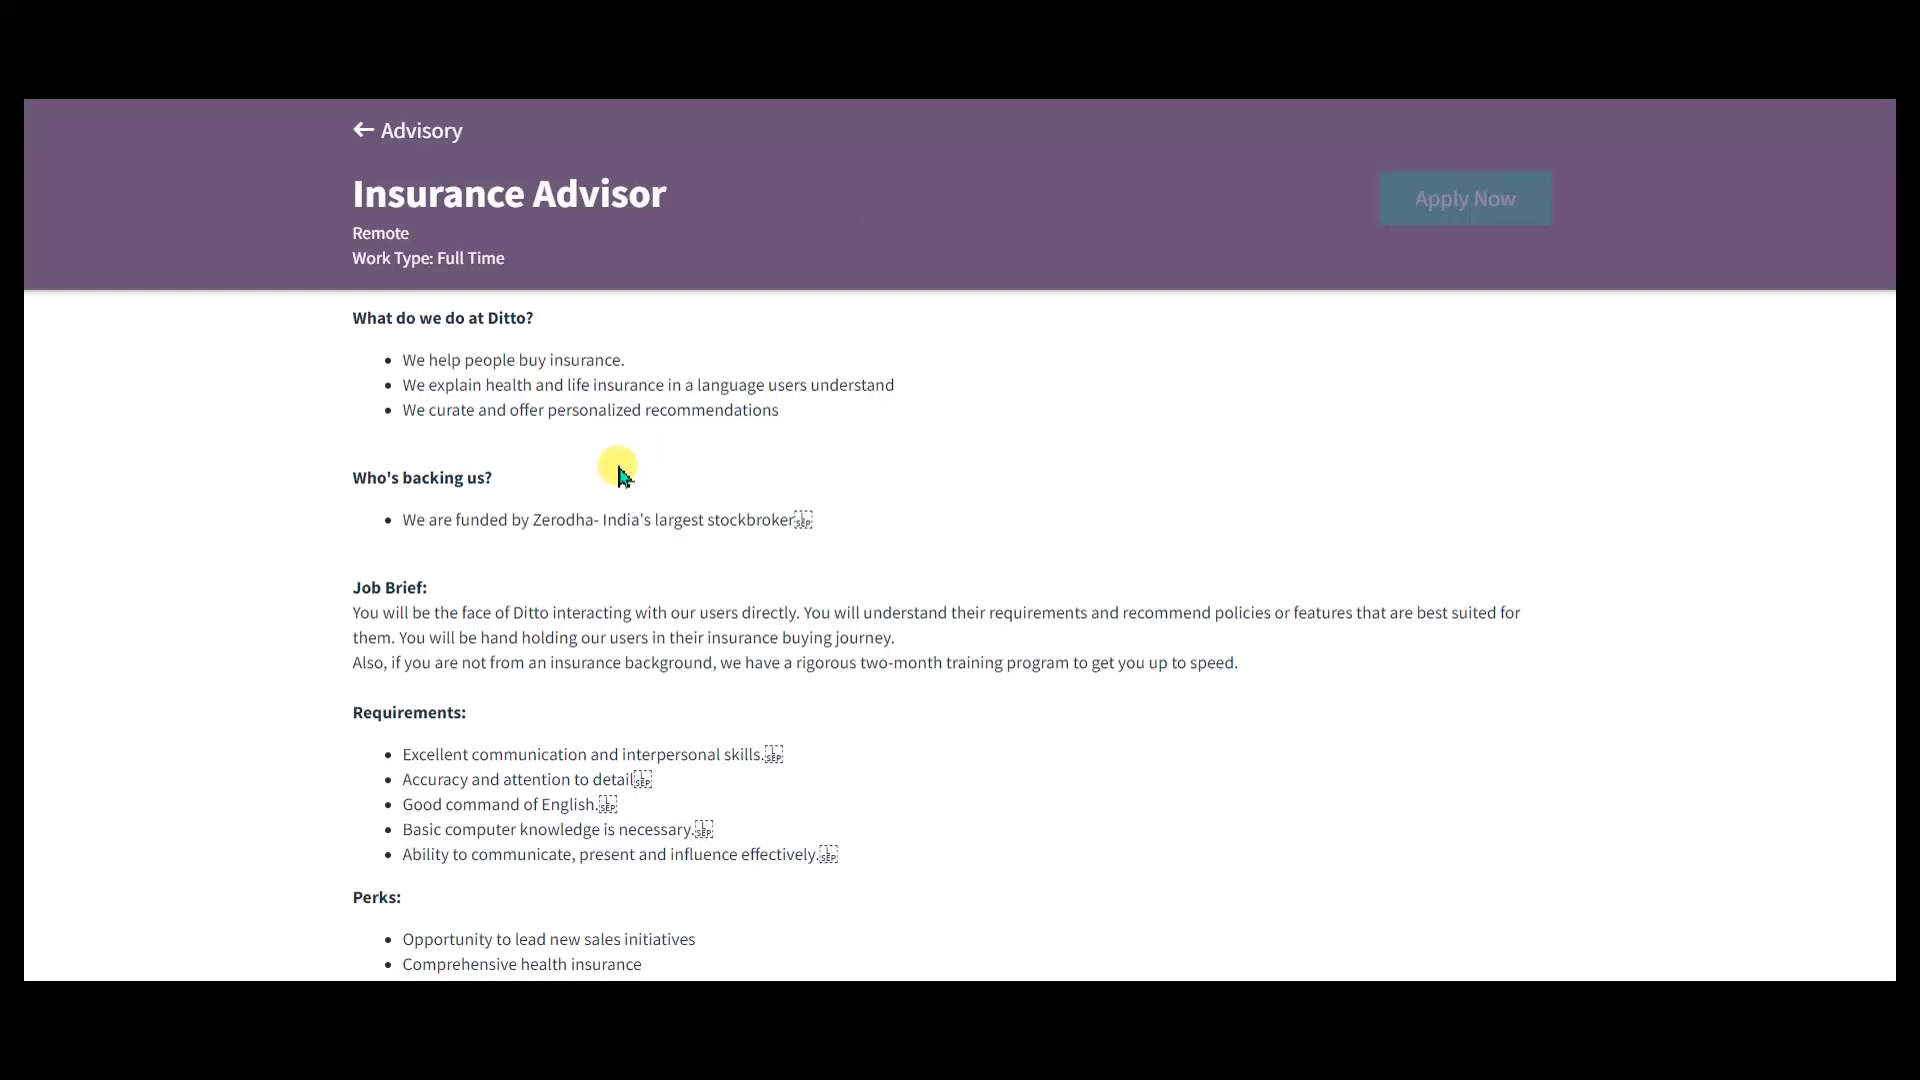 ← Advisory
Insurance Advisor
Apply Now
Remote
Work Type: Full Time
What do we do at Ditto?
• We help people buy insurance.
• We explain health and life insurance in a language users understand
• We curate and offer personalized recommendations
Who's backing us?
• We are funded by Zerodha- India's largest stockbroker
Job Brief:
You will be the face of Ditto interacting with our users directly. You will understand their requirements and recommend policies or features that are best suited for
them. You will be hand holding our users in their insurance buying journey.
Also, if you are not from an insurance background, we have a rigorous two-month training program to get you up to speed.
Requirements:
• Excellent communication and interpersonal skills.
• Accuracy and attention to detail
• Good command of English.
• Basic computer knowledge is necessary.
• Ability to communicate, present and influence effectively.
Perks:
• Opportunity to lead new sales initiatives
• Comprehensive health insurance